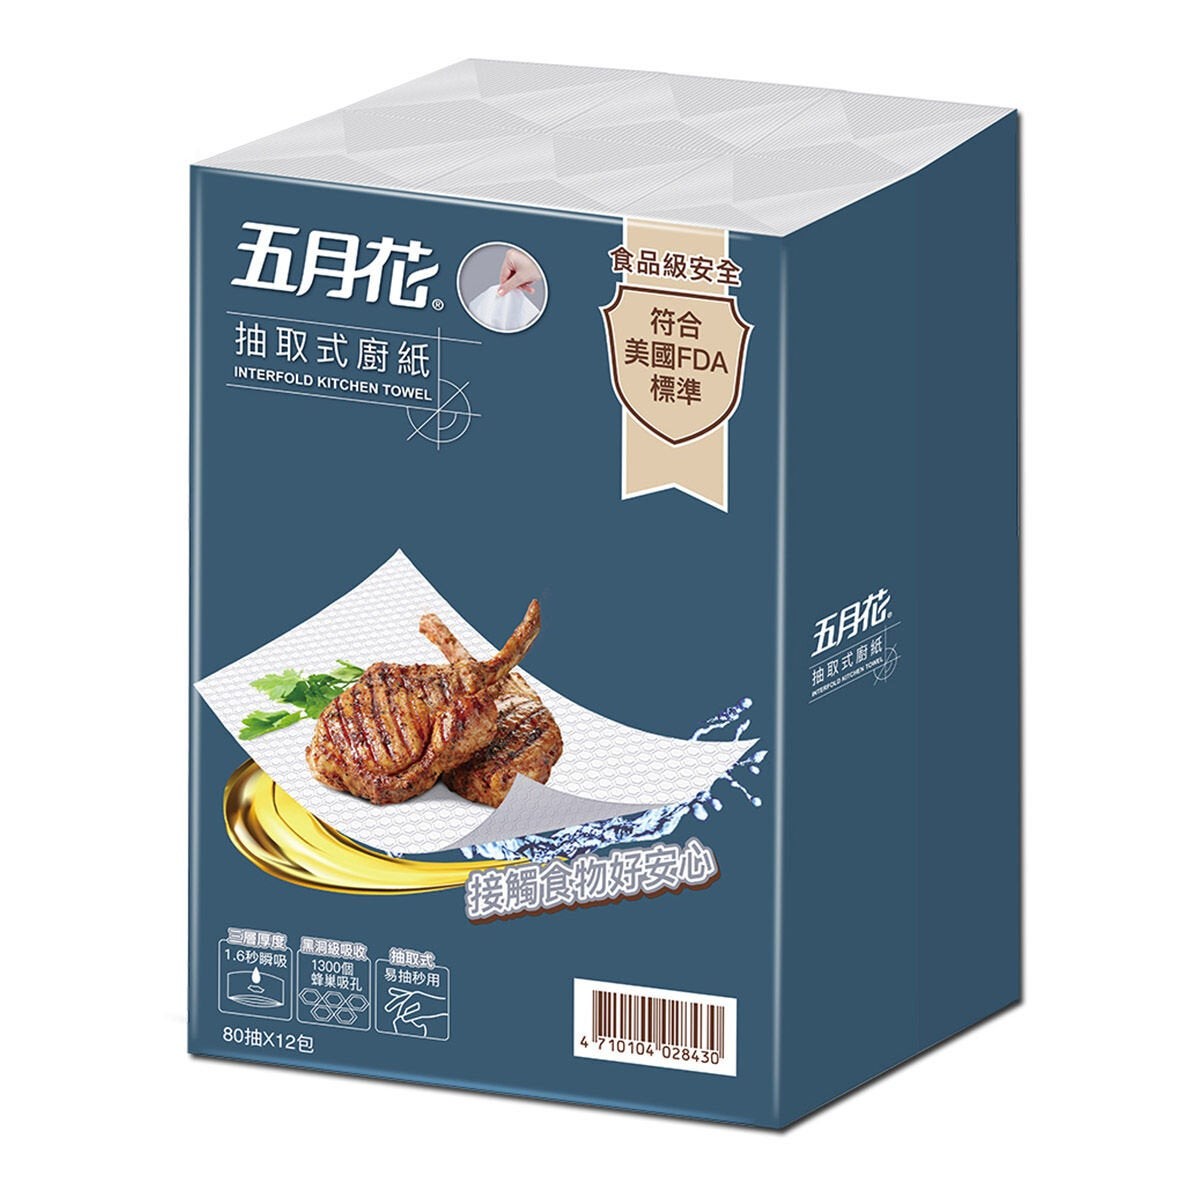 五月花®
抽取式廚紙
INTERFOLD KITCHEN TOWEL
食品級安全
符合
美國FDA
標準
接觸食物好安心
三層厚度
1.6秒瞬吸
黑洞級吸收
1300個
蜂巢吸孔
抽取式
易抽秒用
80抽X12包
4 710104 028430
五月花®
抽取式廚紙
INTERFOLD KITCHEN TOWEL